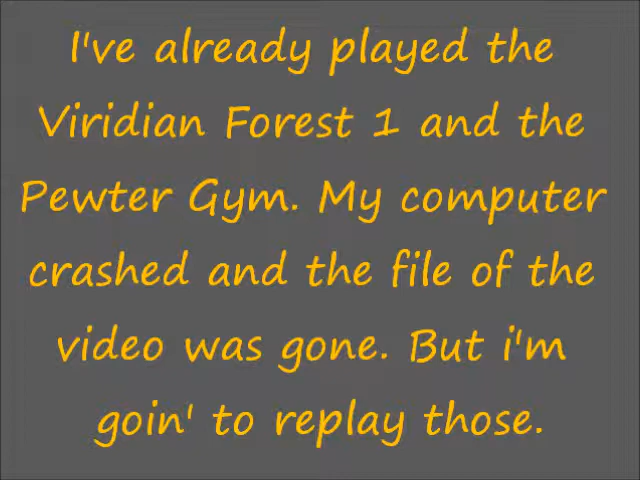 I've already played the
Viridian Forest 1 and the
Pewter Gym. My computer
crashed and the file of the
video was gone. But i'm
goin' to replay those.